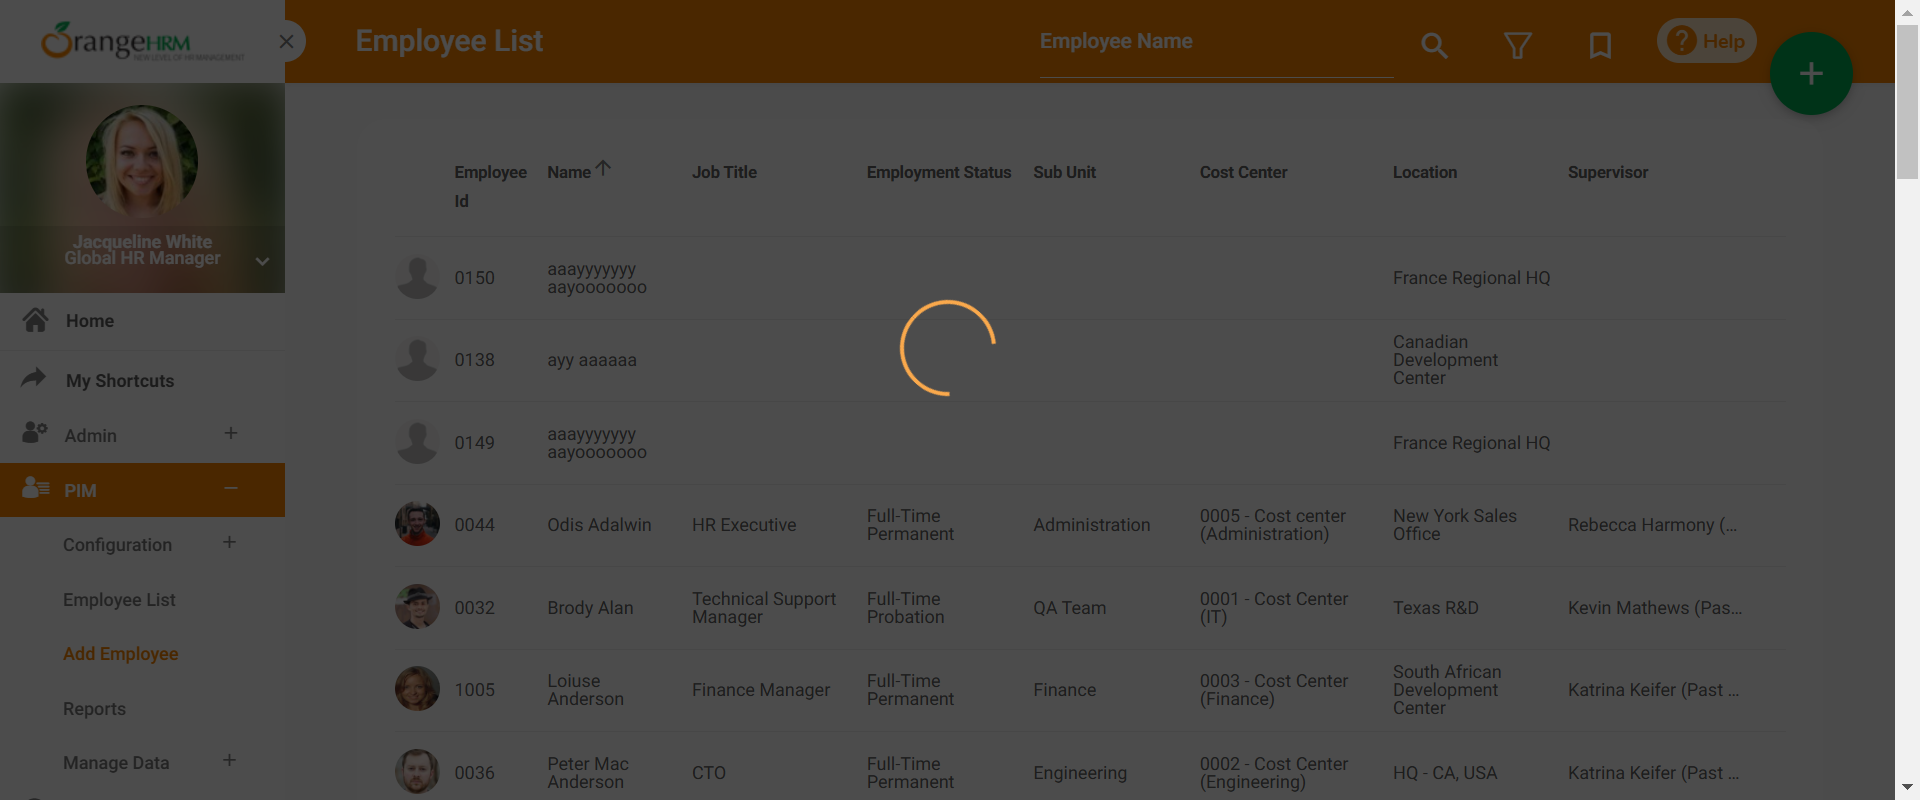 OrangeHRM
NEW LEVEL OF HR MANAGEMENT
Employee List
Employee Name
? Help
+
Jacqueline White
Global HR Manager
Home
My Shortcuts
Admin +
PIM −
Configuration +
Employee List
Add Employee
Reports
Manage Data +
Employee Id Name Job Title Employment Status Sub Unit Cost Center Location Supervisor
0150 aaayyyyyyy aayooooooo France Regional HQ
0138 ayy aaaaaa Canadian Development Center
0149 aaayyyyyyy aayooooooo France Regional HQ
0044 Odis Adalwin HR Executive Full-Time Permanent Administration 0005 - Cost center (Administration) New York Sales Office Rebecca Harmony (...
0032 Brody Alan Technical Support Manager Full-Time Probation QA Team 0001 - Cost Center (IT) Texas R&D Kevin Mathews (Pas...
1005 Loiuse Anderson Finance Manager Full-Time Permanent Finance 0003 - Cost Center (Finance) South African Development Center Katrina Keifer (Past ...
0036 Peter Mac Anderson CTO Full-Time Permanent Engineering 0002 - Cost Center (Engineering) HQ - CA, USA Katrina Keifer (Past ...